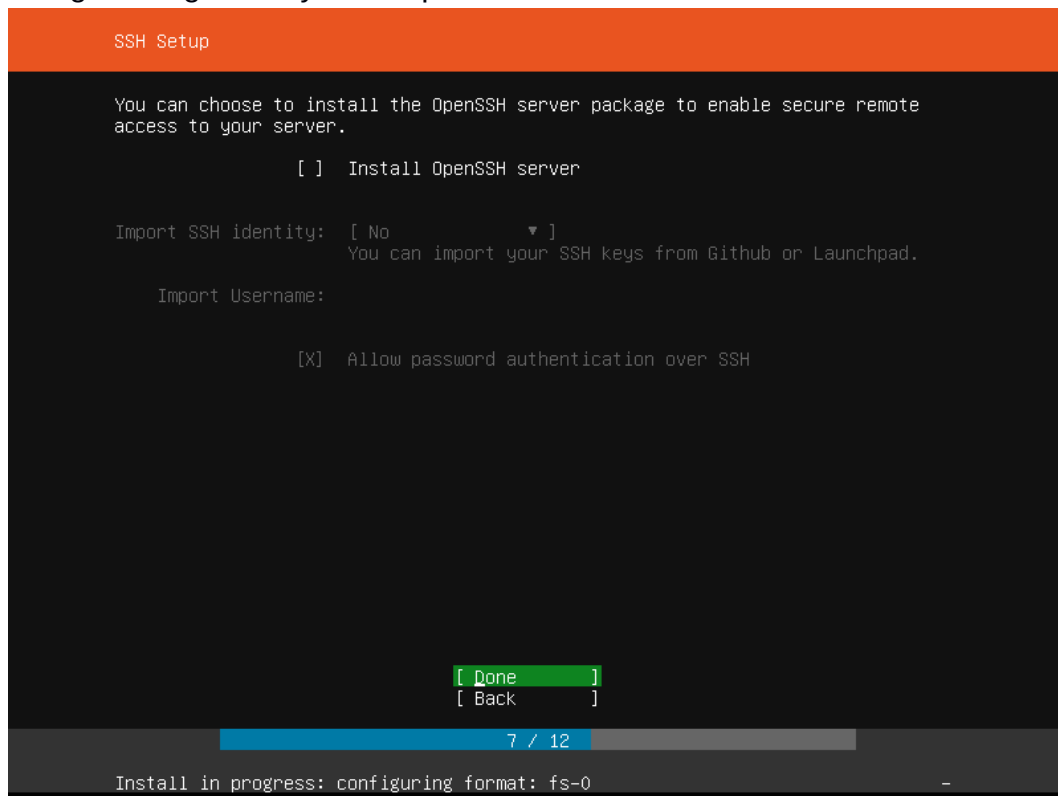 SSH Setup
You can choose to install the OpenSSH server package to enable secure remote
access to your server.
[ ] Install OpenSSH server
Import SSH identity: [ No ▾ ]
You can import your SSH keys from Github or Launchpad.
Import Username:
[X] Allow password authentication over SSH
[ Done ]
[ Back ]
7 / 12
Install in progress: configuring format: fs-0 -